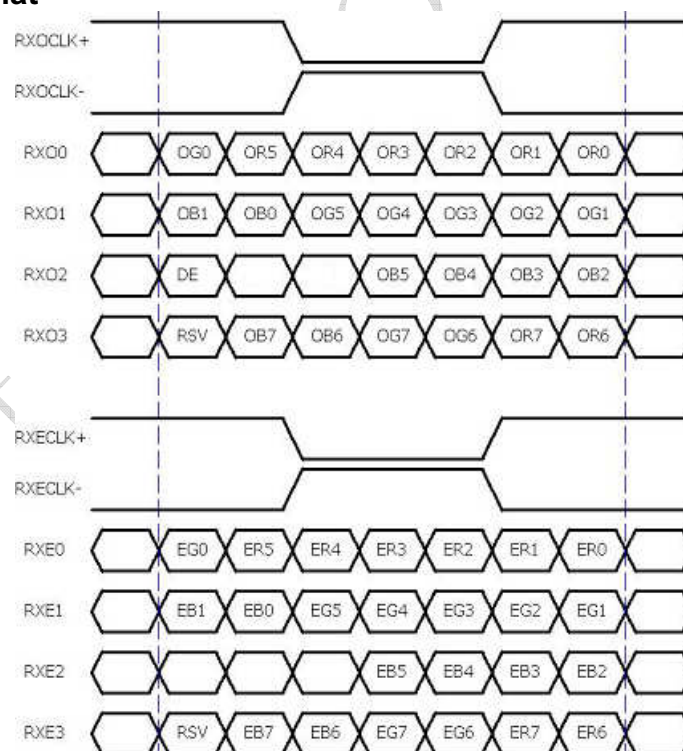 RXOCLK+
RXOCLK-
RXO0 OG0 OR5 OR4 OR3 OR2 OR1 OR0
RXO1 OB1 OB0 OG5 OG4 OG3 OG2 OG1
RXO2 DE OB5 OB4 OB3 OB2
RXO3 RSV OB7 OB6 OG7 OG6 OR7 OR6
RXECLK+
RXECLK-
RXE0 EG0 ER5 ER4 ER3 ER2 ER1 ER0
RXE1 EB1 EB0 EG5 EG4 EG3 EG2 EG1
RXE2 EB5 EB4 EB3 EB2
RXE3 RSV EB7 EB6 EG7 EG6 ER7 ER6